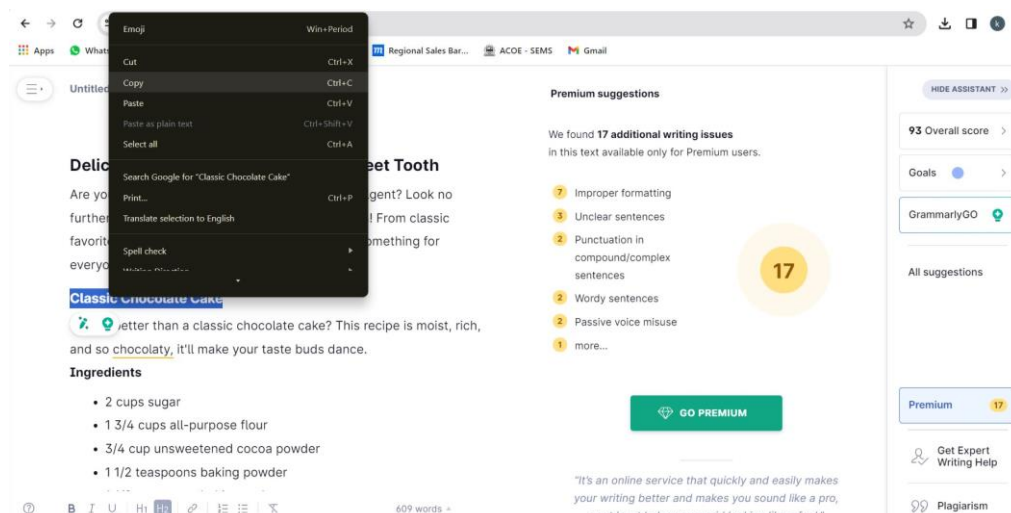 Emoji Win+Period
Cut Ctrl+X
Copy Ctrl+C
Paste Ctrl+V
Paste as plain text Ctrl+Shift+V
Select all Ctrl+A
Search Google for "Classic Chocolate Cake"
Print... Ctrl+P
Translate selection to English
Spell check
Writing Direction
Apps
Whats
Regional Sales Bar...
ACOE - SEMS
Gmail
Untitled
Delic eet Tooth
Are yo gent? Look no
further ! From classic
favorit mething for
everyo
Classic Chocolate Cake
better than a classic chocolate cake? This recipe is moist, rich,
and so chocolaty, it'll make your taste buds dance.
Ingredients
• 2 cups sugar
• 1 3/4 cups all-purpose flour
• 3/4 cup unsweetened cocoa powder
• 1 1/2 teaspoons baking powder
B I U H1 H2
609 words
Premium suggestions
We found 17 additional writing issues
in this text available only for Premium users.
7 Improper formatting
3 Unclear sentences
2 Punctuation in
compound/complex
sentences
2 Wordy sentences
2 Passive voice misuse
1 more...
17
GO PREMIUM
"It's an online service that quickly and easily makes
your writing better and makes you sound like a pro,
HIDE ASSISTANT
93 Overall score
Goals
GrammarlyGO
All suggestions
Premium 17
Get Expert
Writing Help
Plagiarism